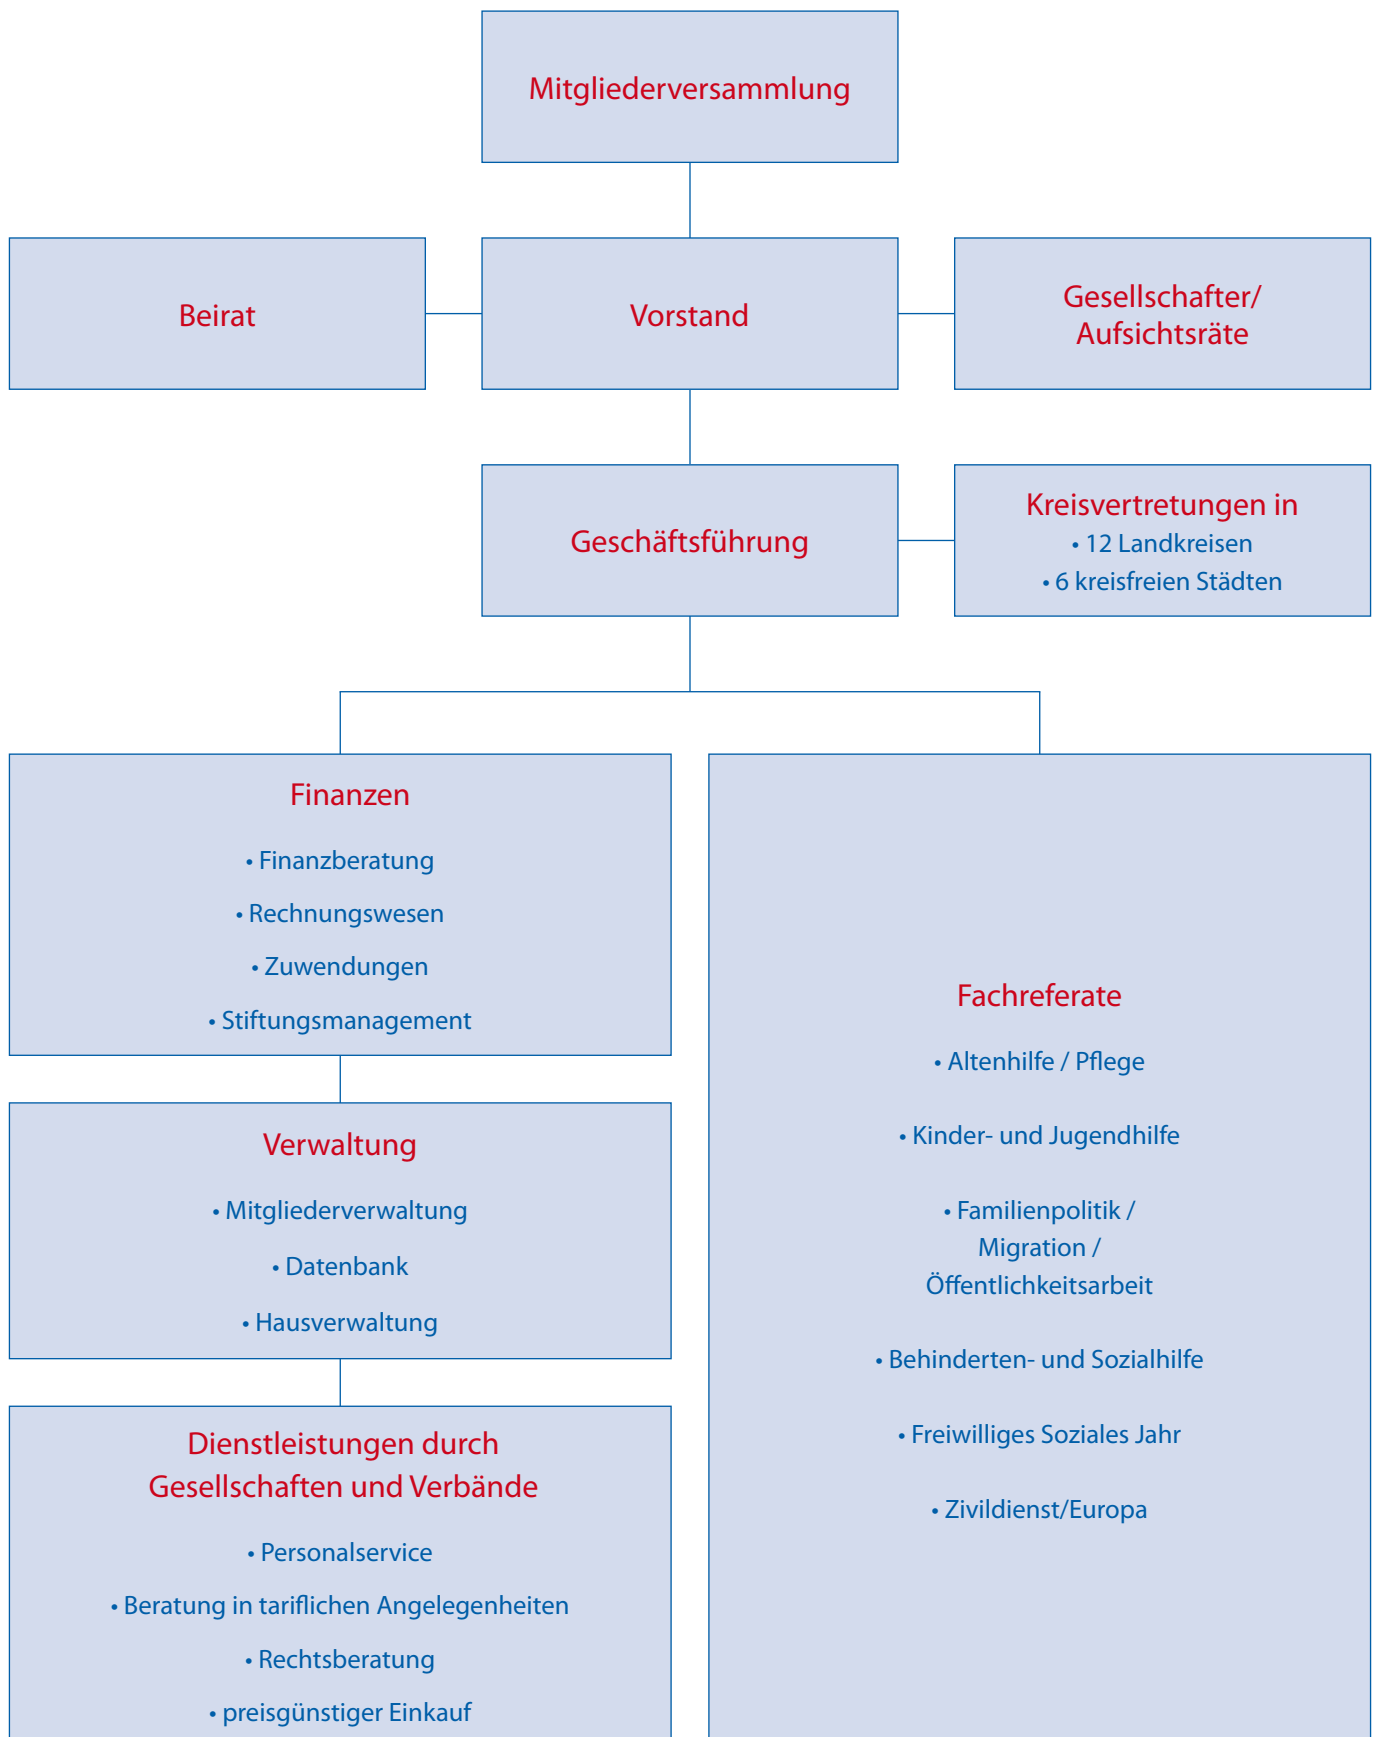 Mitgliederversammlung
Beirat
Vorstand
Gesellschafter/
Aufsichtsräte
Geschäftsführung
Kreisvertretungen in
• 12 Landkreisen
• 6 kreisfreien Städten
Finanzen
• Finanzberatung
• Rechnungswesen
• Zuwendungen
• Stiftungsmanagement
Verwaltung
• Mitgliederverwaltung
• Datenbank
• Hausverwaltung
Dienstleistungen durch
Gesellschaften und Verbände
• Personalservice
• Beratung in tariflichen Angelegenheiten
• Rechtsberatung
• preisgünstiger Einkauf
Fachreferate
• Altenhilfe / Pflege
• Kinder- und Jugendhilfe
• Familienpolitik /
Migration /
Öffentlichkeitsarbeit
• Behinderten- und Sozialhilfe
• Freiwilliges Soziales Jahr
• Zivildienst/Europa